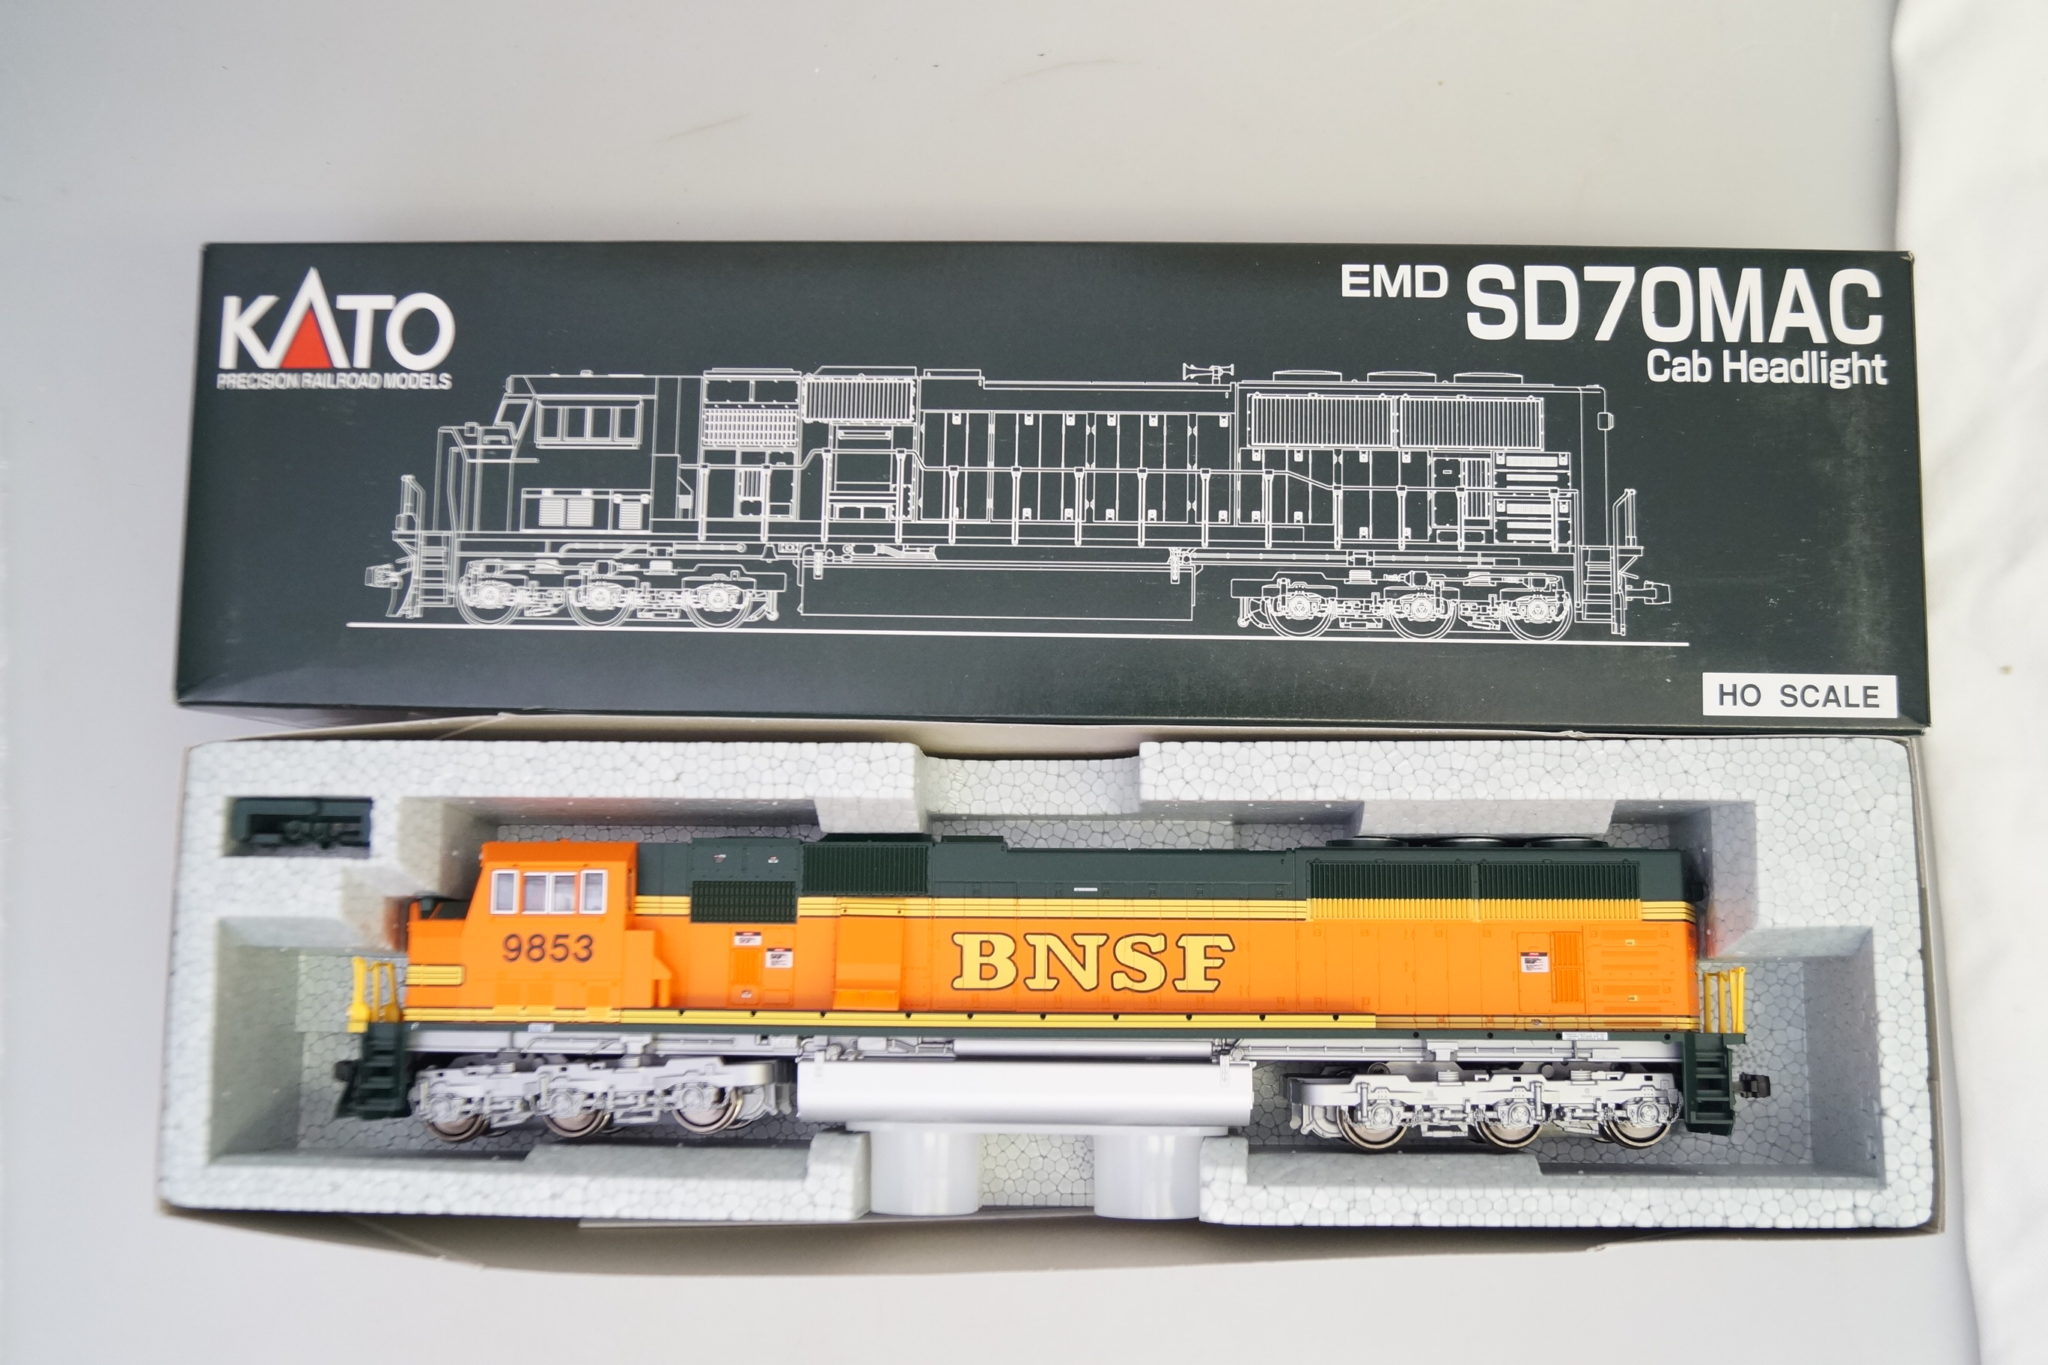 KATO
PRECISION RAILROAD MODELS
EMD SD70MAC
Cab Headlight
HO SCALE
9853
BNSF